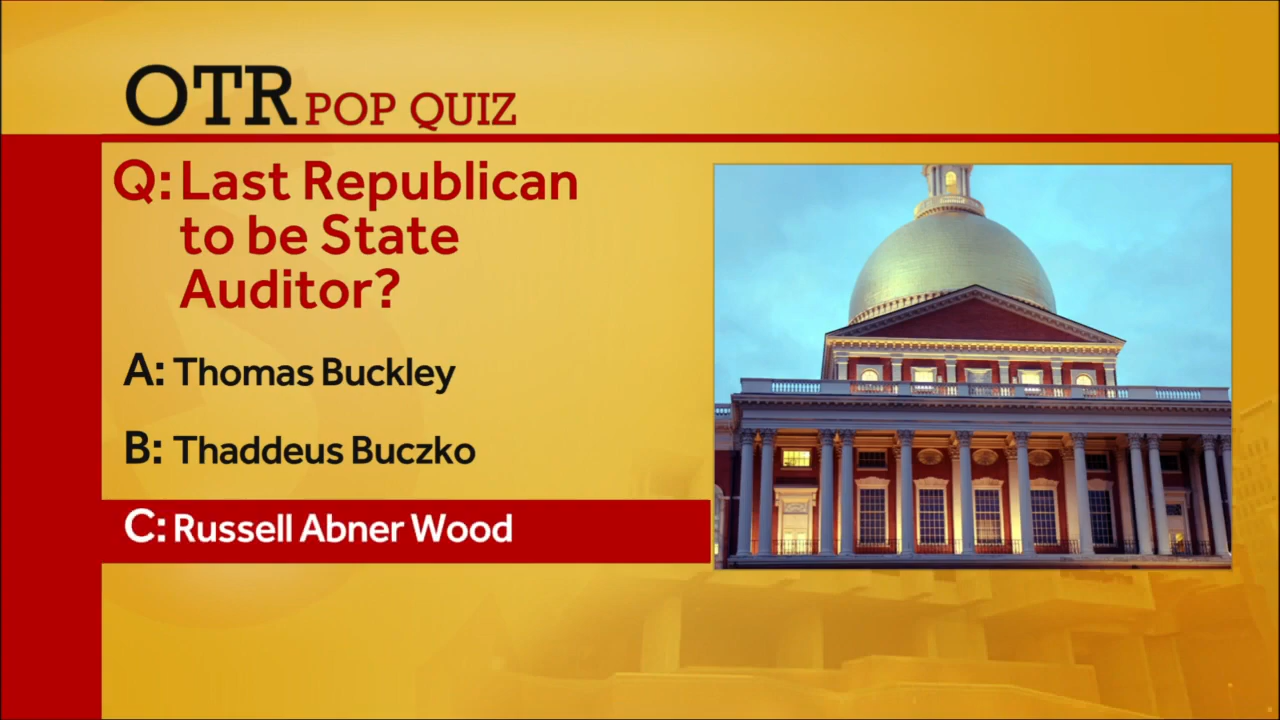 OTR POP QUIZ
Q: Last Republican
to be State
Auditor?
A: Thomas Buckley
B: Thaddeus Buczko
C: Russell Abner Wood